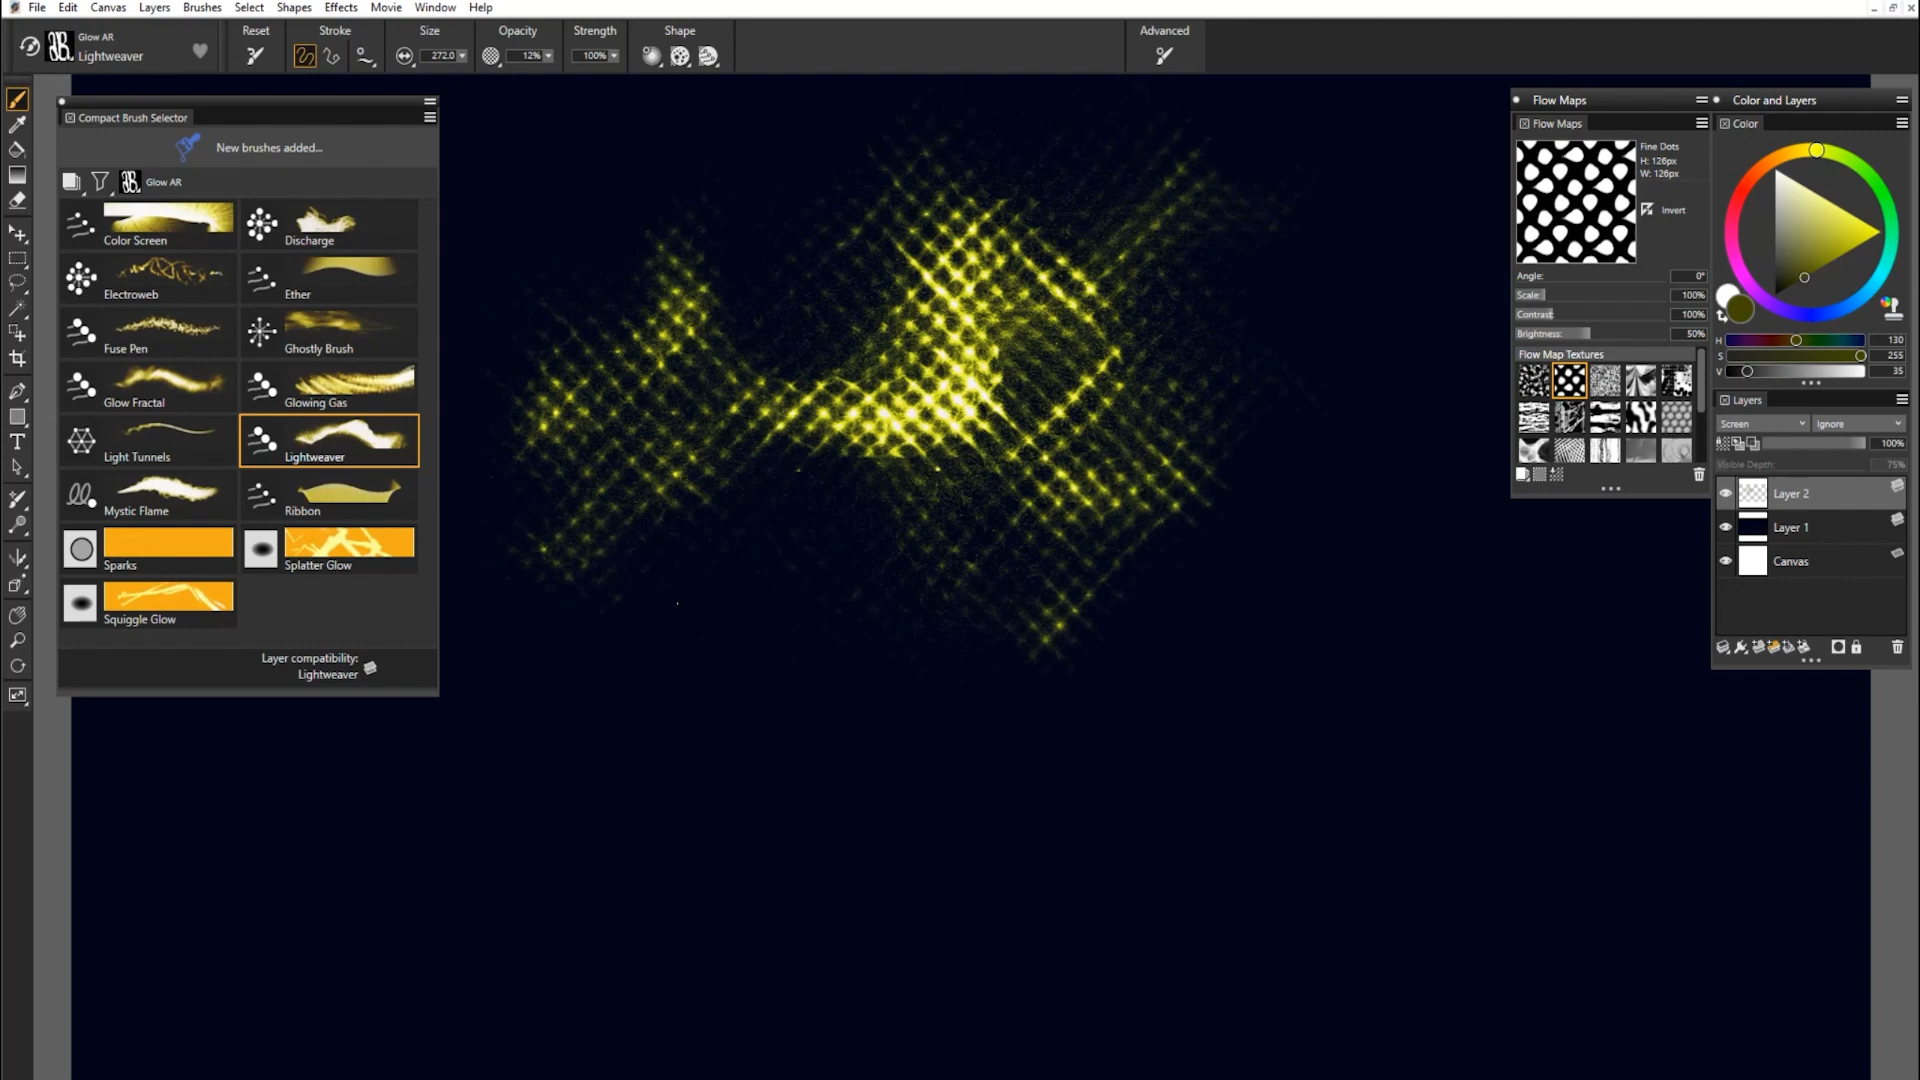 File Edit Canvas Layers Brushes Select Shapes Effects Movie Window Help
Glow AR
Lightweaver
Reset
Stroke
Size
272.0
Opacity
12%
Strength
100%
Shape
Advanced
Compact Brush Selector
New brushes added...
Glow AR
Color Screen
Discharge
Electroweb
Ether
Fuse Pen
Ghostly Brush
Glow Fractal
Glowing Gas
Light Tunnels
Lightweaver
Mystic Flame
Ribbon
Sparks
Splatter Glow
Squiggle Glow
Layer compatibility:
Lightweaver
Flow Maps
Flow Maps
Fine Dots
H: 126px
W: 126px
Invert
Angle: 0°
Scale: 100%
Contrast: 100%
Brightness: 50%
Flow Map Textures
Color and Layers
Color
H 130
S 255
V 35
Layers
Screen
Ignore
100%
Visible Depth: 75%
Layer 2
Layer 1
Canvas